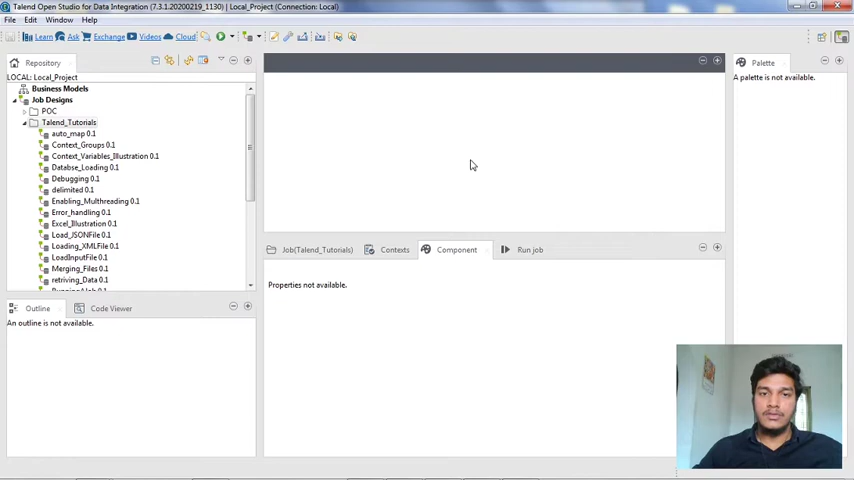 Talend Open Studio for Data Integration (7.3.1.20200219_1130) | Local_Project (Connection: Local)
File Edit Window Help
Learn Ask Exchange Videos Cloud
Repository
LOCAL: Local_Project
Business Models
Job Designs
POC
Talend_Tutorials
auto_map 0.1
Context_Groups 0.1
Context_Variables_Illustration 0.1
Databse_Loading 0.1
Debugging 0.1
delimited 0.1
Enabling_Multhreading 0.1
Error_handling 0.1
Excel_Illustration 0.1
Load_JSONFile 0.1
Loading_XMLFile 0.1
LoadInputFile 0.1
Merging_Files 0.1
retriving_Data 0.1
Outline Code Viewer
An outline is not available.
Job(Talend_Tutorials) Contexts Component Run job
Properties not available.
Palette
A palette is not available.